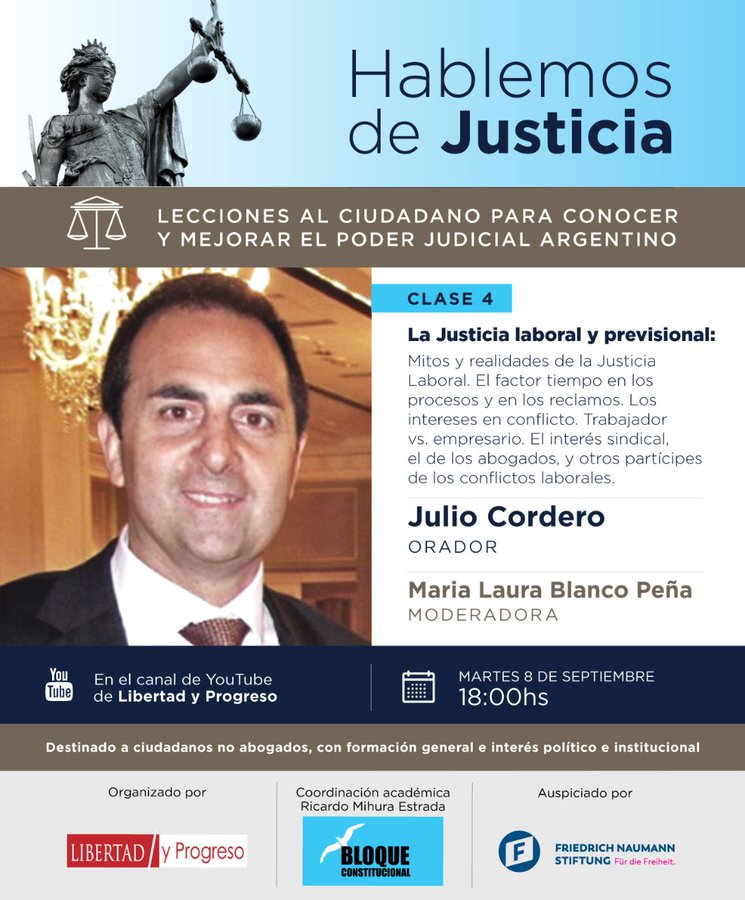 Hablemos
de Justicia
LECCIONES AL CIUDADANO PARA CONOCER
Y MEJORAR EL PODER JUDICIAL ARGENTINO
CLASE 4
La Justicia laboral y previsional:
Mitos y realidades de la Justicia
Laboral. El factor tiempo en los
procesos y en los reclamos. Los
intereses en conflicto. Trabajador
vs. empresario. El interés sindical,
el de los abogados, y otros partícipes
de los conflictos laborales.
Julio Cordero
ORADOR
Maria Laura Blanco Peña
MODERADORA
You
Tube
En el canal de YouTube
de Libertad y Progreso
MARTES 8 DE SEPTIEMBRE
18:00hs
Destinado a ciudadanos no abogados, con formación general e interés político e institucional
Organizado por
LIBERTAD y Progreso
Coordinación académica
Ricardo Mihura Estrada
BLOQUE
CONSTITUCIONAL
Auspiciado por
F
FRIEDRICH NAUMANN
STIFTUNG Für die Freiheit.